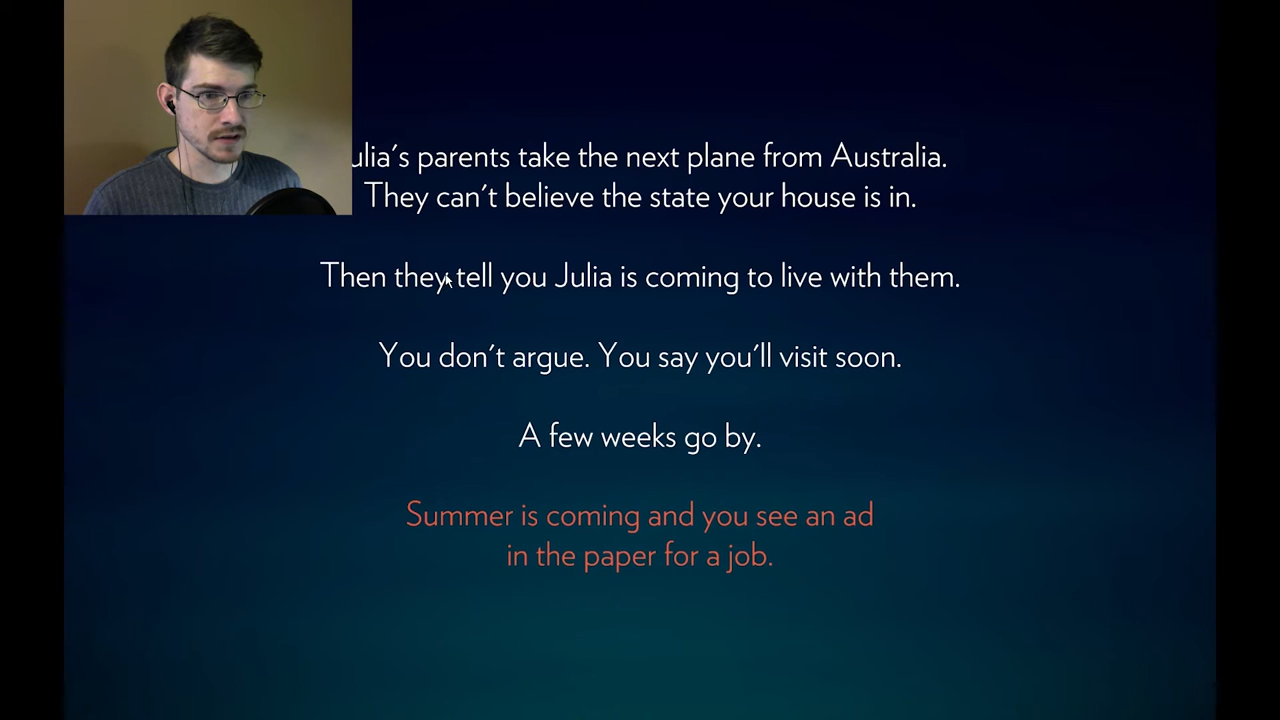 ulia's parents take the next plane from Australia.
They can't believe the state your house is in.
Then they tell you Julia is coming to live with them.
You don't argue. You say you'll visit soon.
A few weeks go by.
Summer is coming and you see an ad
in the paper for a job.